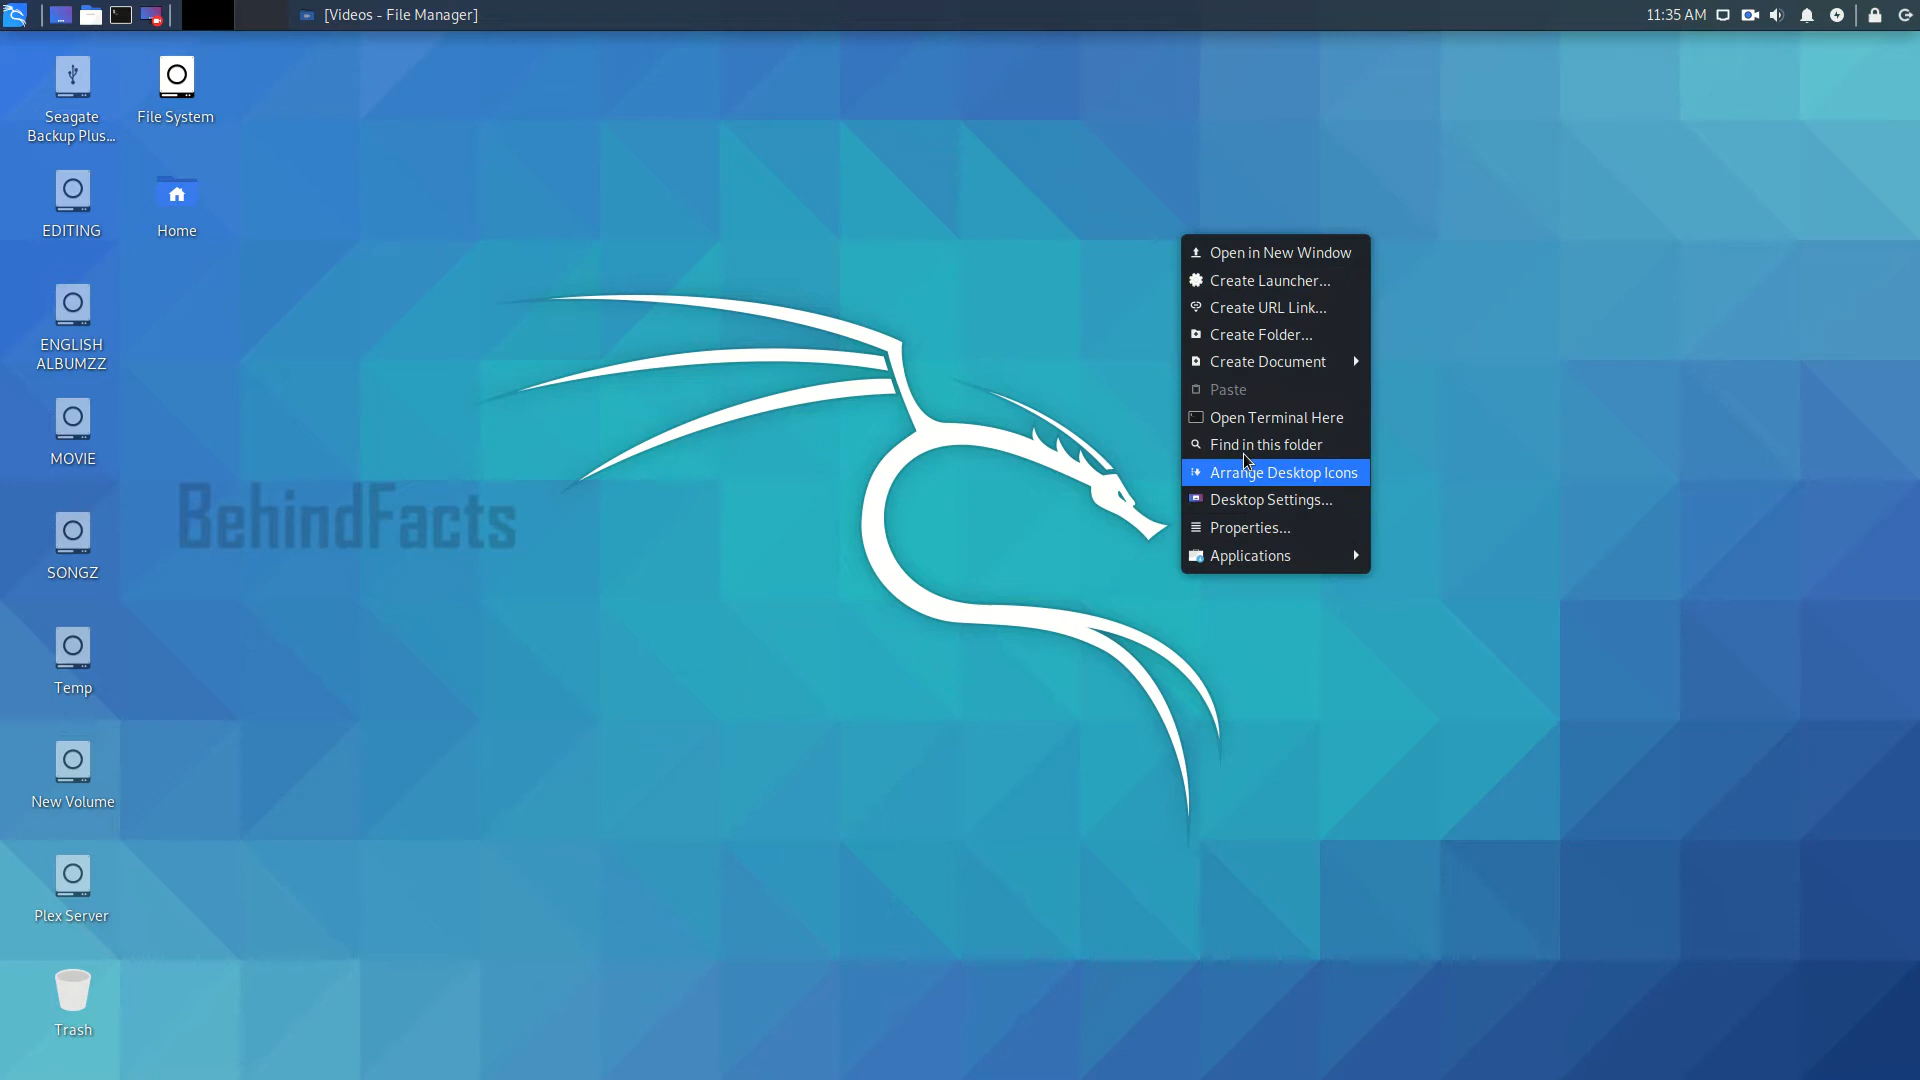 [Videos - File Manager]
11:35 AM
Seagate
Backup Plus...
File System
EDITING
Home
ENGLISH
ALBUMZZ
MOVIE
SONGZ
Temp
New Volume
Plex Server
Trash
BehindFacts
Open in New Window
Create Launcher...
Create URL Link...
Create Folder...
Create Document
Paste
Open Terminal Here
Find in this folder
Arrange Desktop Icons
Desktop Settings...
Properties...
Applications